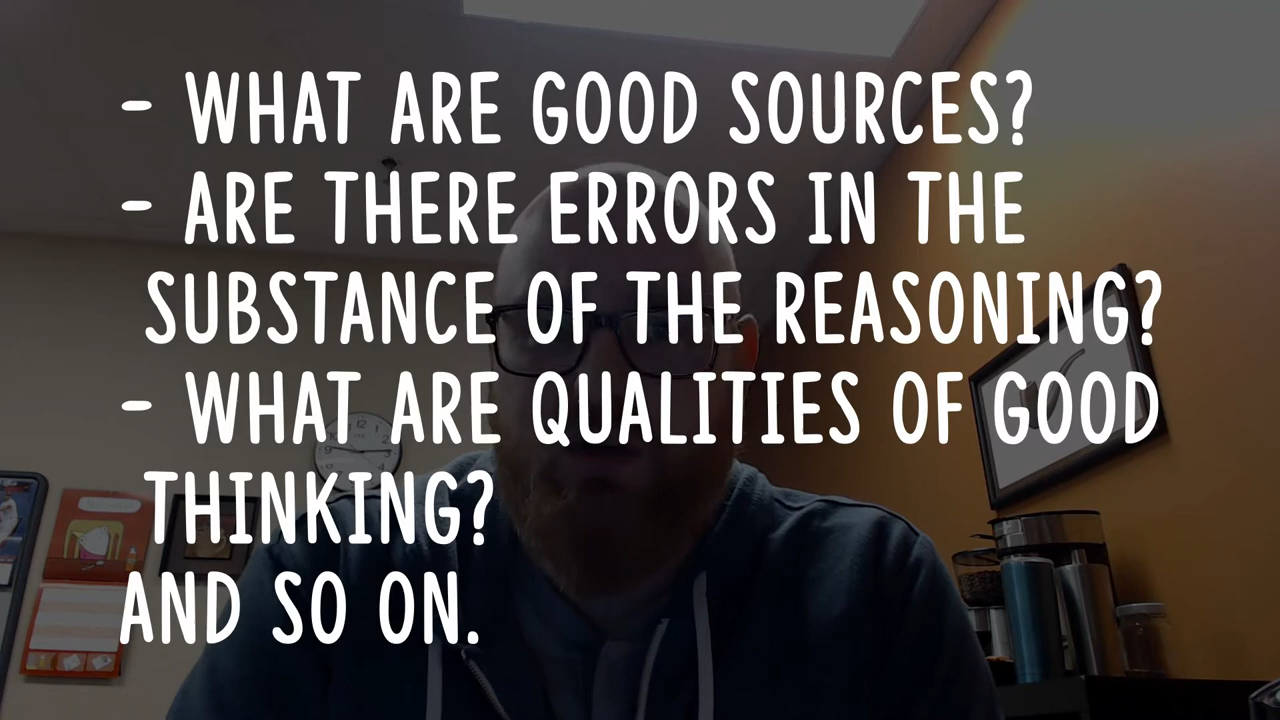 - WHAT ARE GOOD SOURCES?
- ARE THERE ERRORS IN THE
SUBSTANCE OF THE REASONING?
- WHAT ARE QUALITIES OF GOOD
THINKING?
AND SO ON.